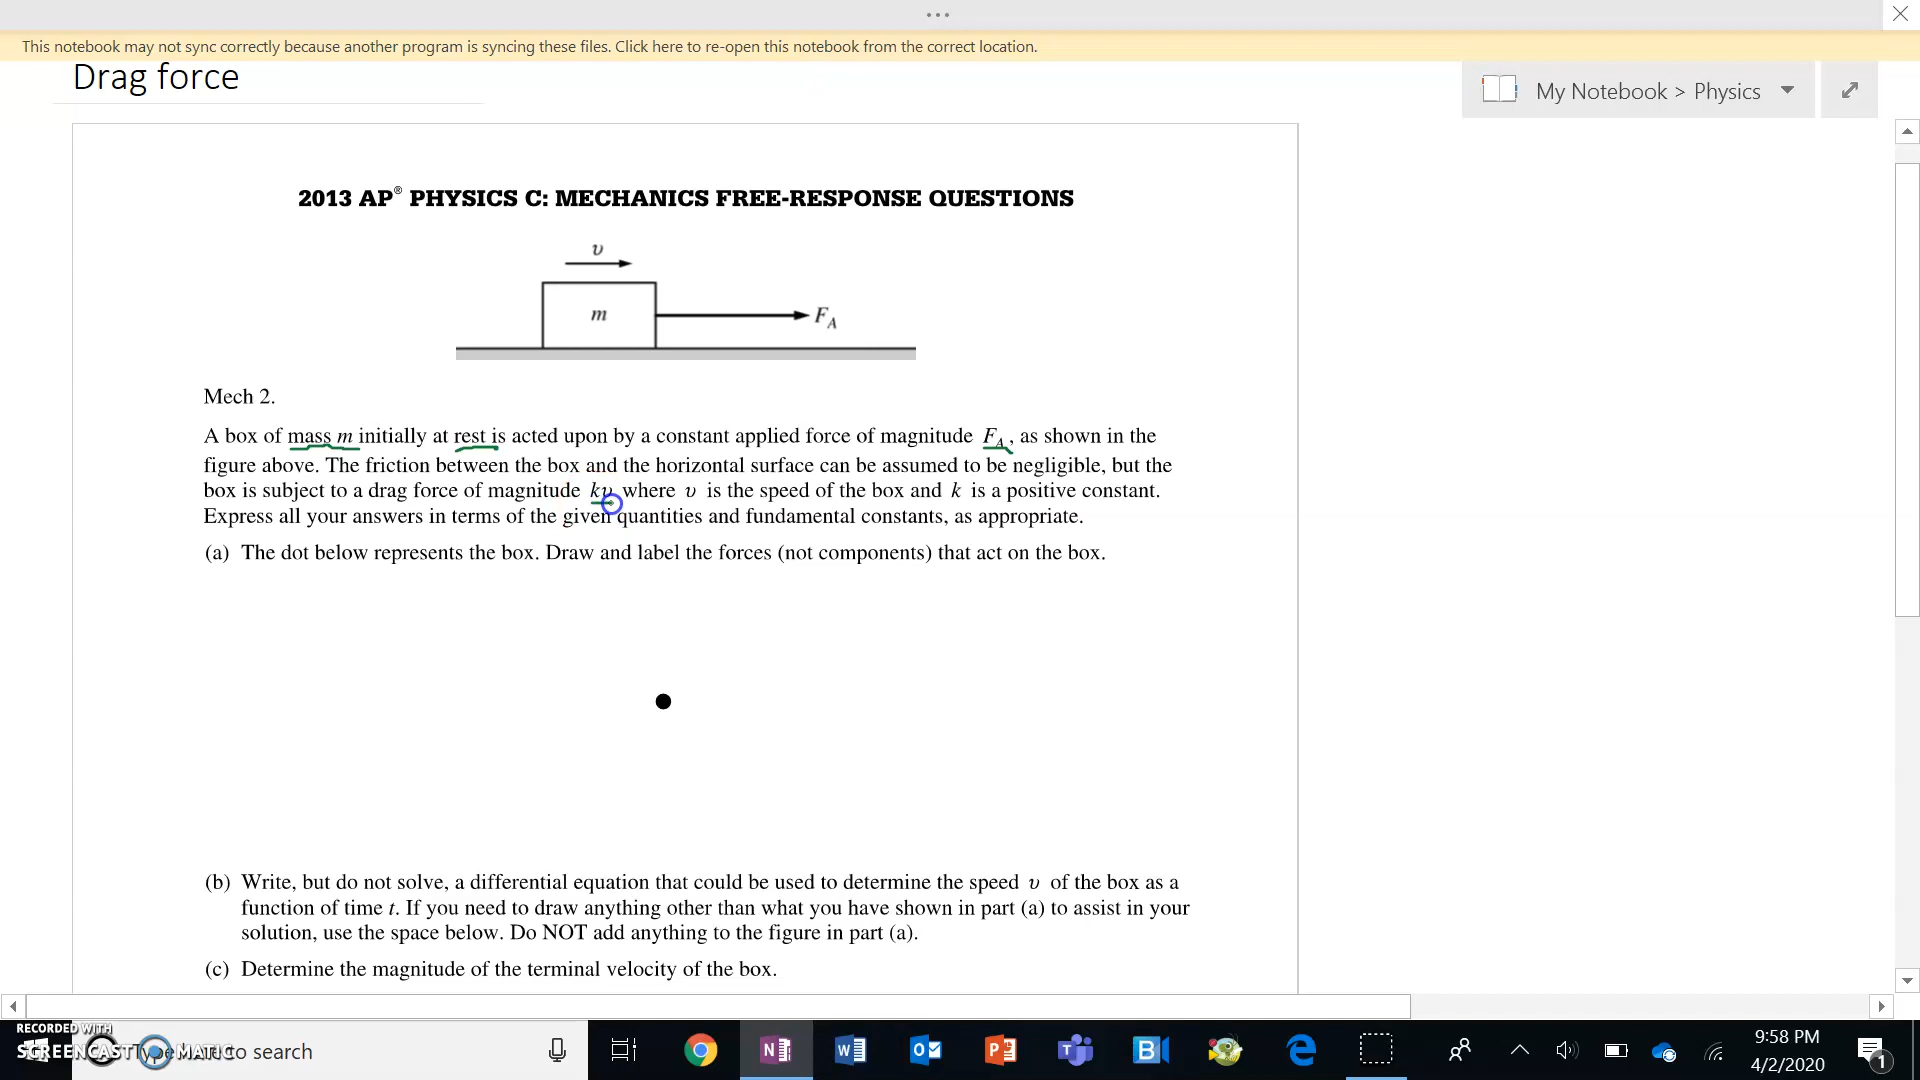 This notebook may not sync correctly because another program is syncing these files. Click here to re-open this notebook from the correct location.
Drag force
My Notebook > Physics
2013 AP® PHYSICS C: MECHANICS FREE-RESPONSE QUESTIONS
υ
m
F_A
Mech 2.
A box of mass m initially at rest is acted upon by a constant applied force of magnitude F_A, as shown in the
figure above. The friction between the box and the horizontal surface can be assumed to be negligible, but the
box is subject to a drag force of magnitude kυ where υ is the speed of the box and k is a positive constant.
Express all your answers in terms of the given quantities and fundamental constants, as appropriate.
(a) The dot below represents the box. Draw and label the forces (not components) that act on the box.
(b) Write, but do not solve, a differential equation that could be used to determine the speed υ of the box as a
function of time t. If you need to draw anything other than what you have shown in part (a) to assist in your
solution, use the space below. Do NOT add anything to the figure in part (a).
(c) Determine the magnitude of the terminal velocity of the box.
RECORDED WITH
SCREENCAST MATIC
Type here to search
9:58 PM
4/2/2020
1